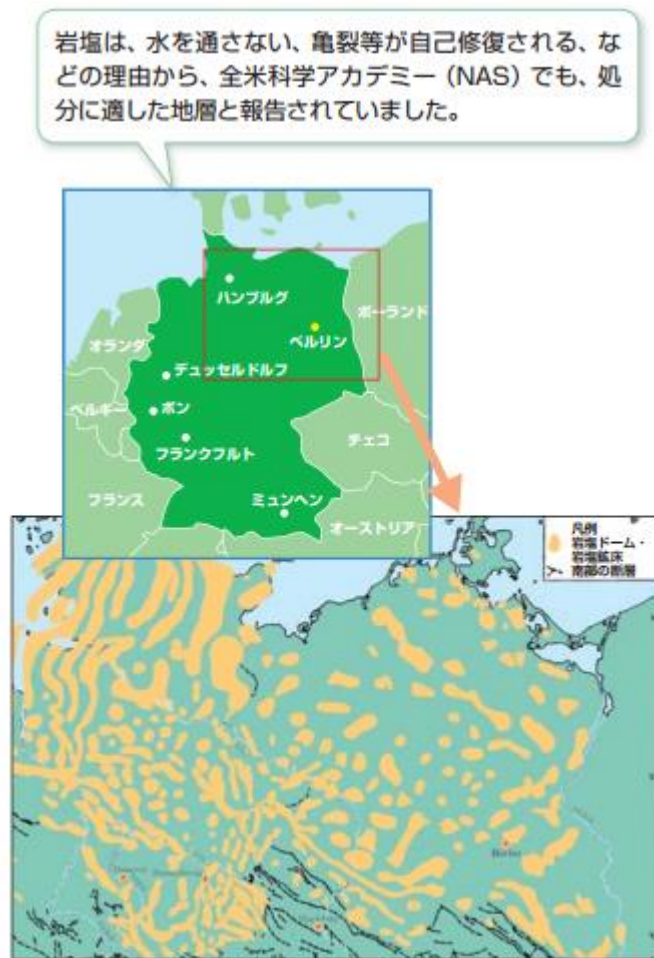 岩塩は、水を通さない、亀裂等が自己修復される、な
どの理由から、全米科学アカデミー（NAS）でも、処
分に適した地層と報告されていました。
ハンブルグ
ポーランド
ベルリン
オランダ
デュッセルドルフ
ベルギー
ボン
チェコ
フランクフルト
フランス
ミュンヘン
オーストリア
凡例
岩塩ドーム・
岩塩鉱床
南部の断層
Berlin